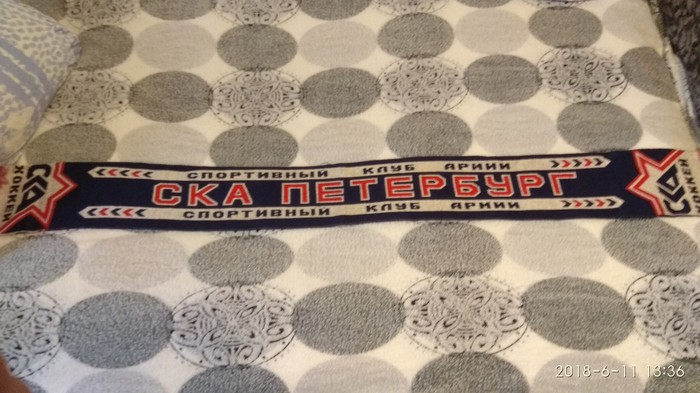 СПОРТИВНЫЙ КЛУБ АРМИИ
СКА ПЕТЕРБУРГ
СПОРТИВНЫЙ КЛУБ АРМИИ
СКА
ХОККЕЙ
СКА
ХОККЕЙ
2018-6-11 13:36